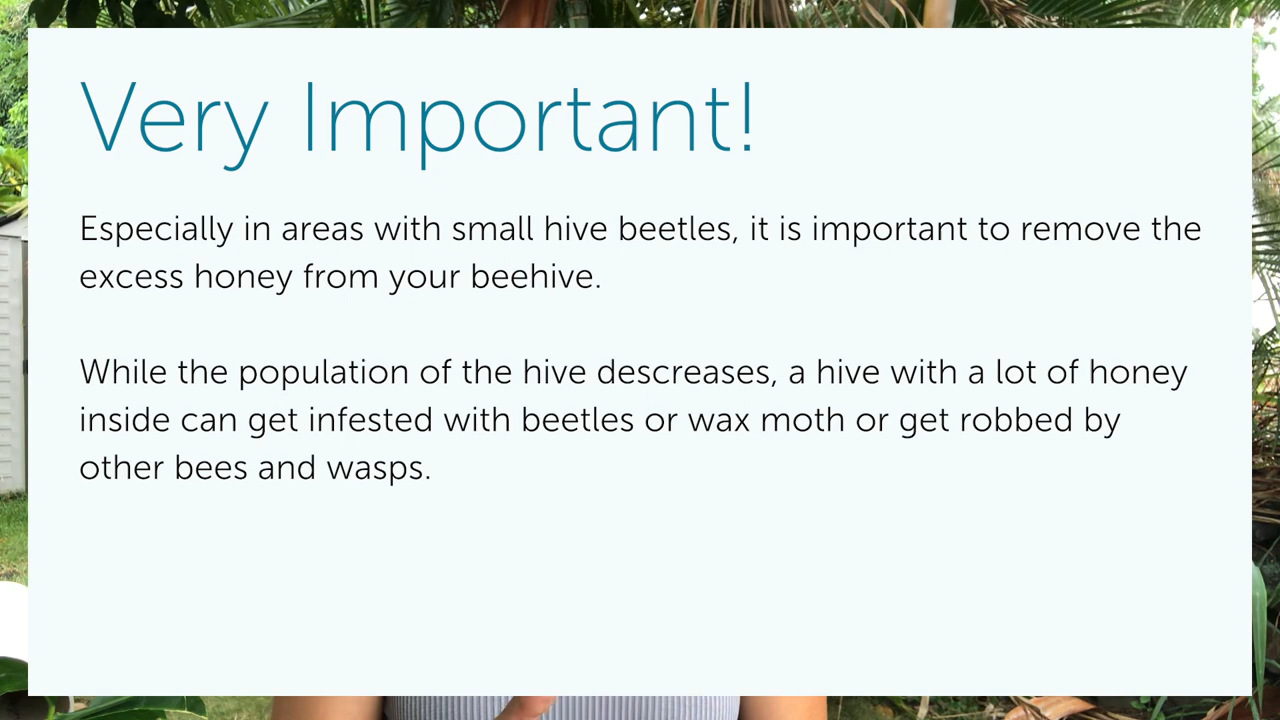 Very Important!
Especially in areas with small hive beetles, it is important to remove the
excess honey from your beehive.
While the population of the hive descreases, a hive with a lot of honey
inside can get infested with beetles or wax moth or get robbed by
other bees and wasps.